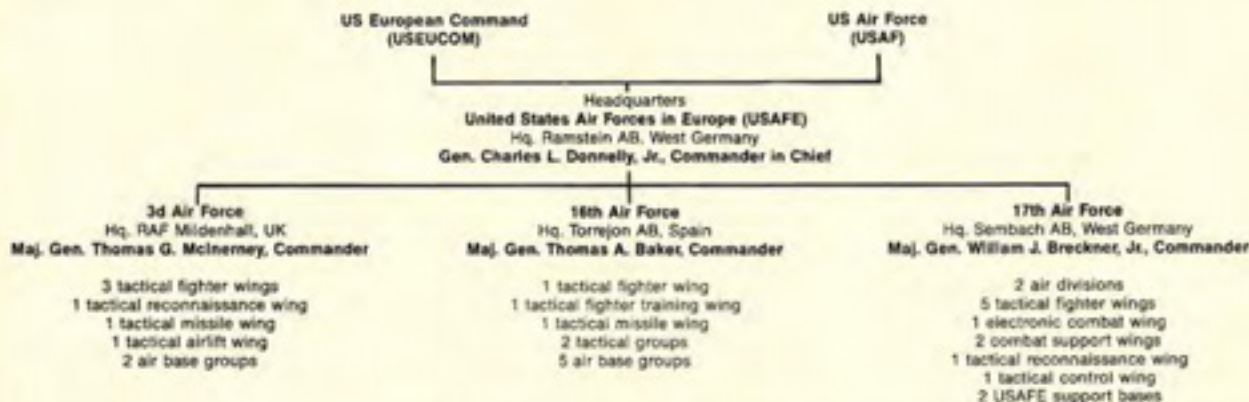 US European Command
(USEUCOM)
US Air Force
(USAF)
Headquarters
United States Air Forces in Europe (USAFE)
Hq. Ramstein AB, West Germany
Gen. Charles L. Donnelly, Jr., Commander in Chief
3d Air Force
Hq. RAF Mildenhall, UK
Maj. Gen. Thomas G. McInerney, Commander
3 tactical fighter wings
1 tactical reconnaissance wing
1 tactical missile wing
1 tactical airlift wing
2 air base groups
16th Air Force
Hq. Torrejon AB, Spain
Maj. Gen. Thomas A. Baker, Commander
1 tactical fighter wing
1 tactical fighter training wing
1 tactical missile wing
2 tactical groups
5 air base groups
17th Air Force
Hq. Sembach AB, West Germany
Maj. Gen. William J. Breckner, Jr., Commander
2 air divisions
5 tactical fighter wings
1 electronic combat wing
2 combat support wings
1 tactical reconnaissance wing
1 tactical control wing
2 USAFE support bases